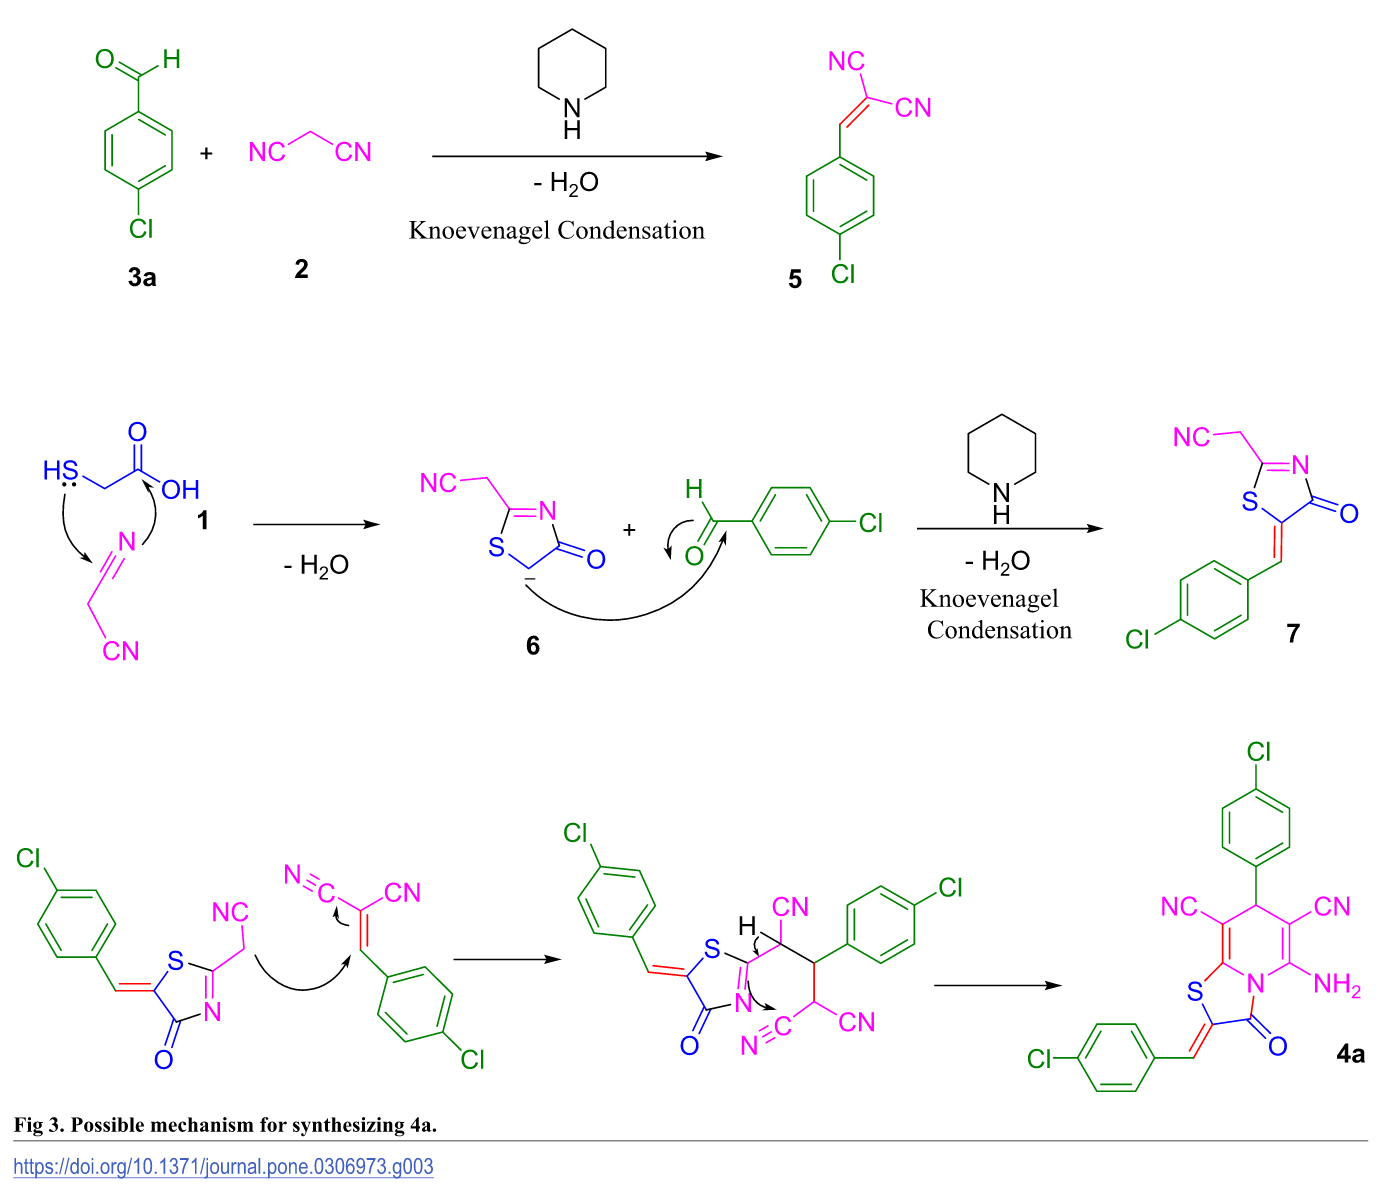 O H
NC CN
+
N
H
- H2O
Knoevenagel Condensation
Cl
3a
2
NC
CN
Cl
5
O
HS
OH
1
N
CN
- H2O
NC
N
S
O
-
6
+
H
O
Cl
N
H
- H2O
Knoevenagel
Condensation
NC
N
S
O
Cl
7
Cl
NC
S
N
O
N
CN
Cl
Cl
H
CN
Cl
S
N
O
N
CN
Cl
NC
CN
N
NH2
S
O
Cl
4a
Fig 3. Possible mechanism for synthesizing 4a.
https://doi.org/10.1371/journal.pone.0306973.g003